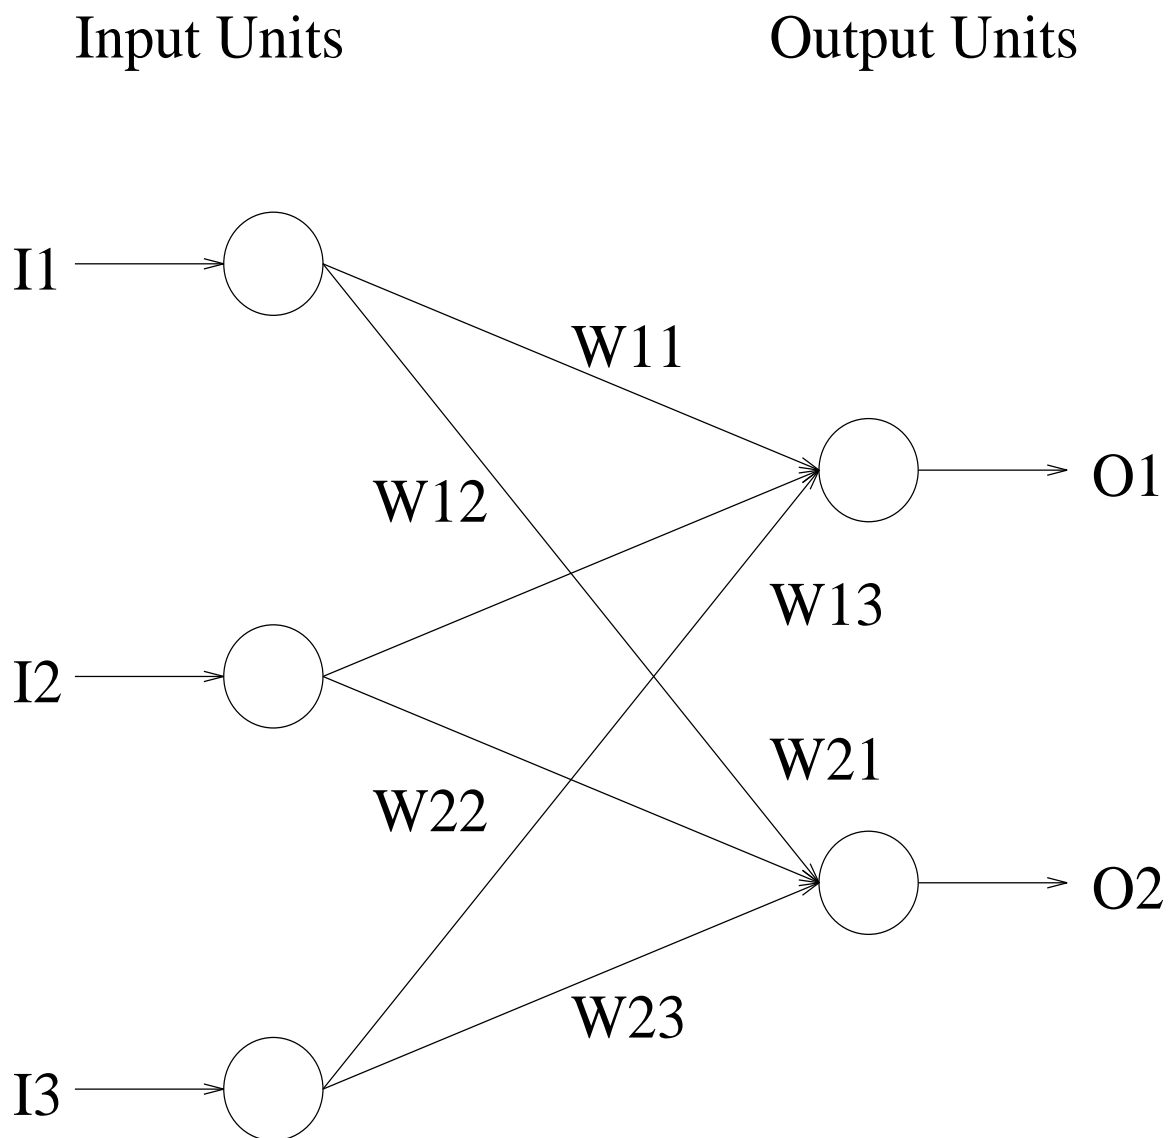 Input Units
Output Units
I1
W11
O1
W12
W13
I2
W21
W22
O2
W23
I3